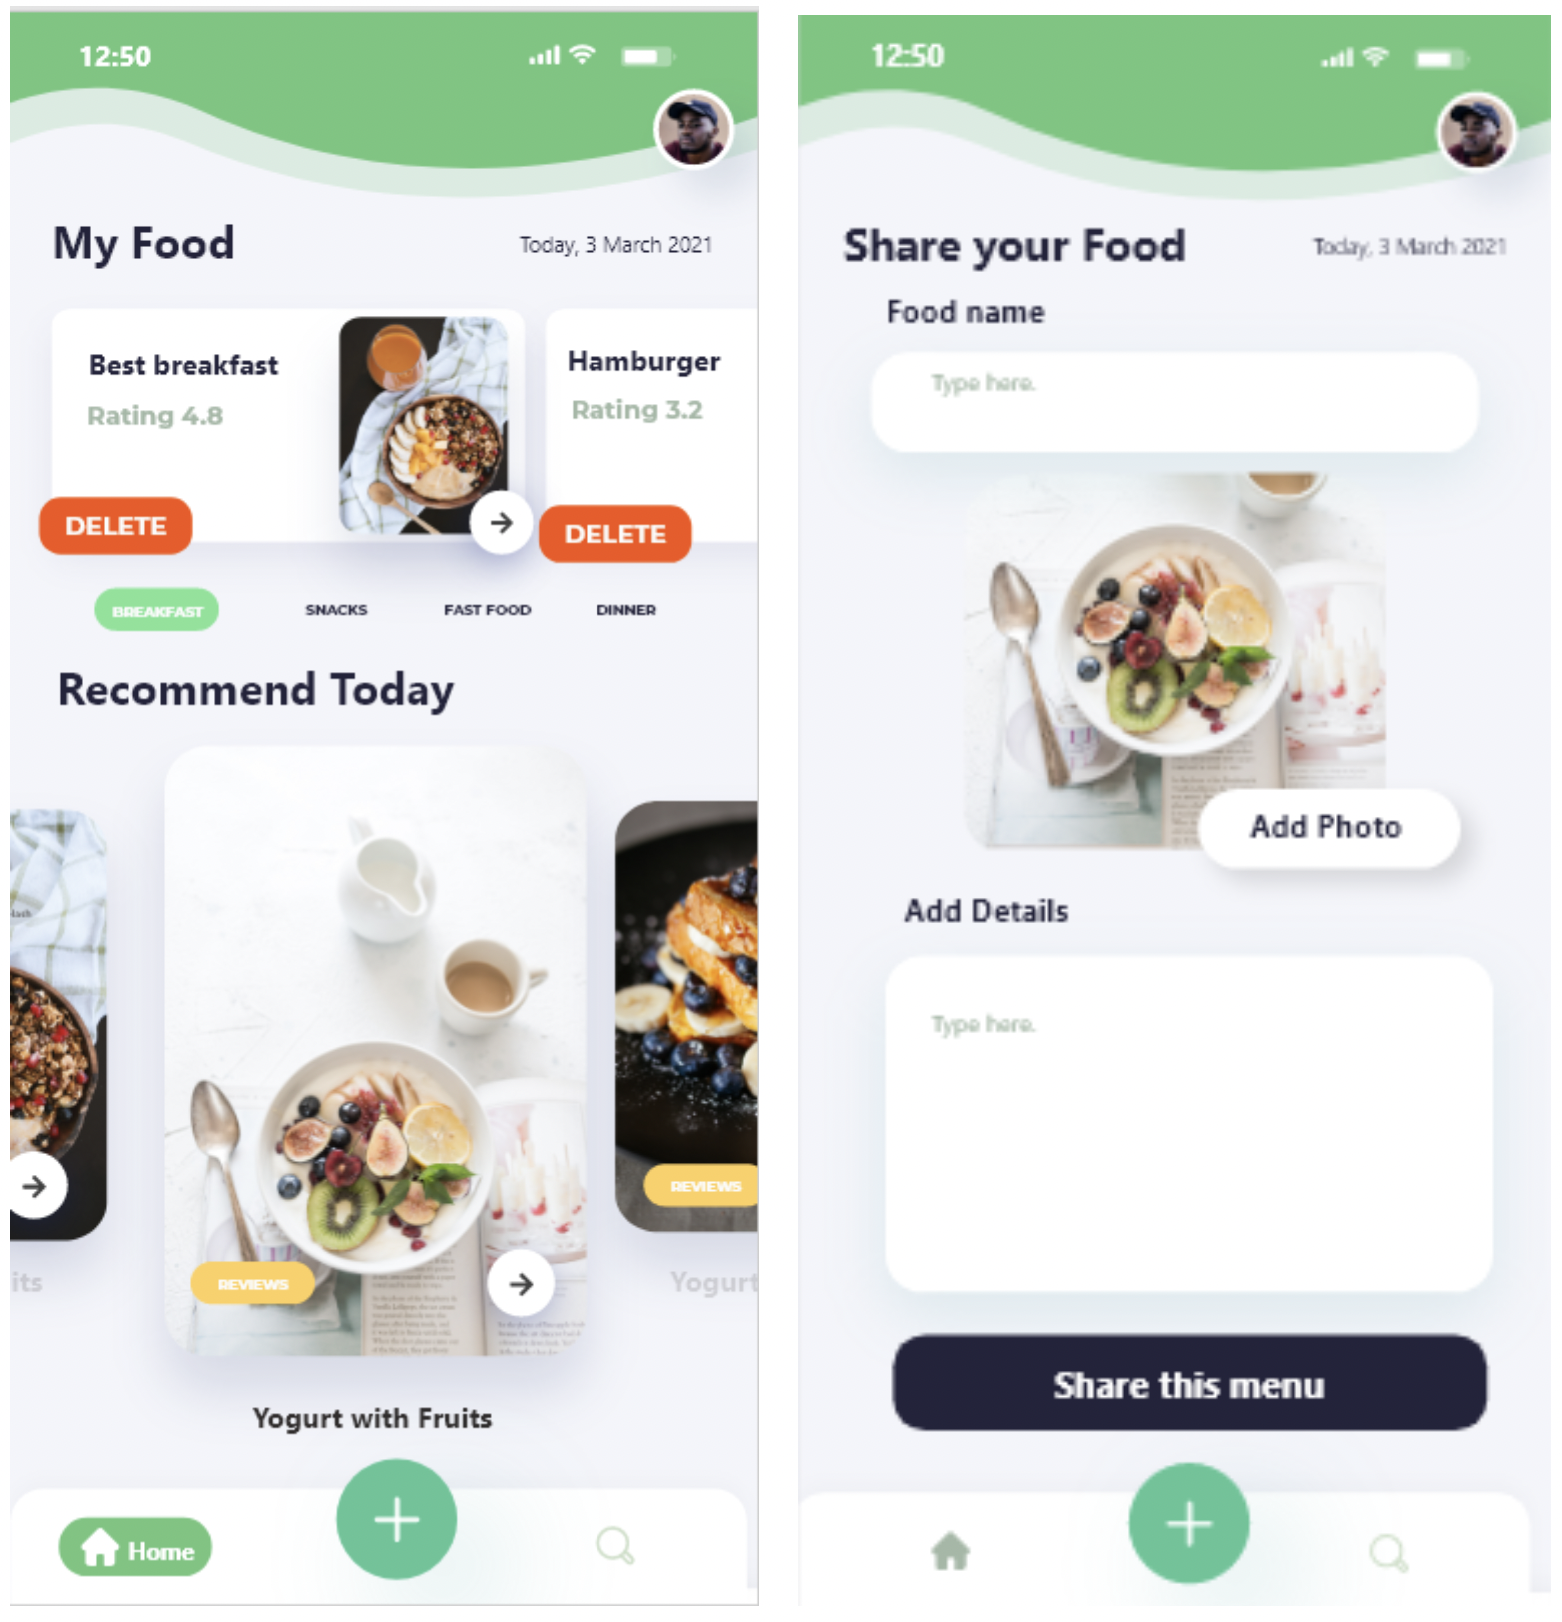 12:50
My Food
Today, 3 March 2021
Best breakfast
Rating 4.8
DELETE
Hamburger
Rating 3.2
DELETE
BREAKFAST
SNACKS
FAST FOOD
DINNER
Recommend Today
REVIEWS
REVIEWS
its
Yogurt
Yogurt with Fruits
Home
12:50
Share your Food
Today, 3 March 2021
Food name
Type here.
Add Photo
Add Details
Type here.
Share this menu